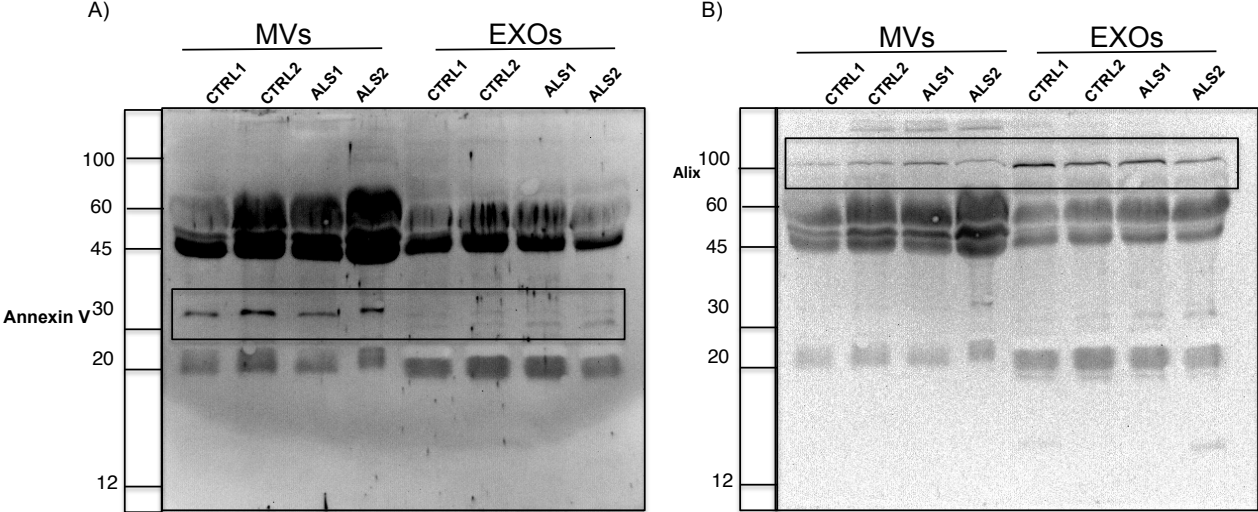 A)
MVs EXOs
CTRL1 CTRL2 ALS1 ALS2 CTRL1 CTRL2 ALS1 ALS2
100
60
45
Annexin V 30
20
12
B)
MVs EXOs
CTRL1 CTRL2 ALS1 ALS2 CTRL1 CTRL2 ALS1 ALS2
100
Alix
60
45
30
20
12